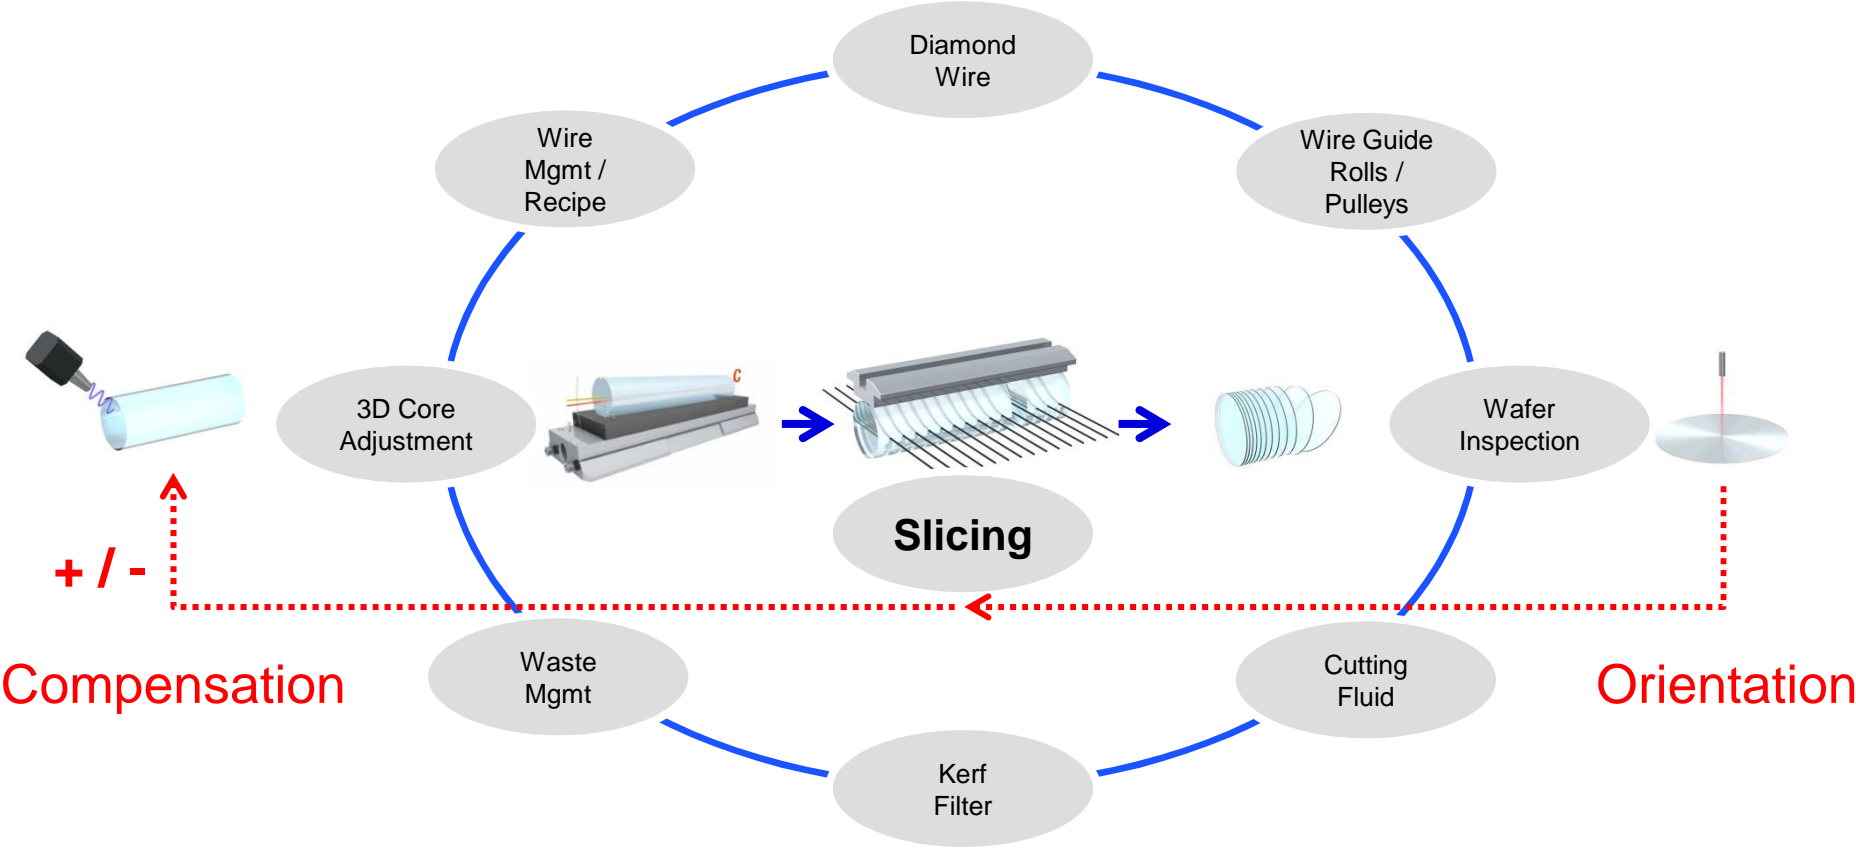 Diamond
Wire
Wire
Mgmt /
Recipe
Wire Guide
Rolls /
Pulleys
3D Core
Adjustment
C
Wafer
Inspection
Slicing
+ / -
Compensation
Orientation
Waste
Mgmt
Cutting
Fluid
Kerf
Filter